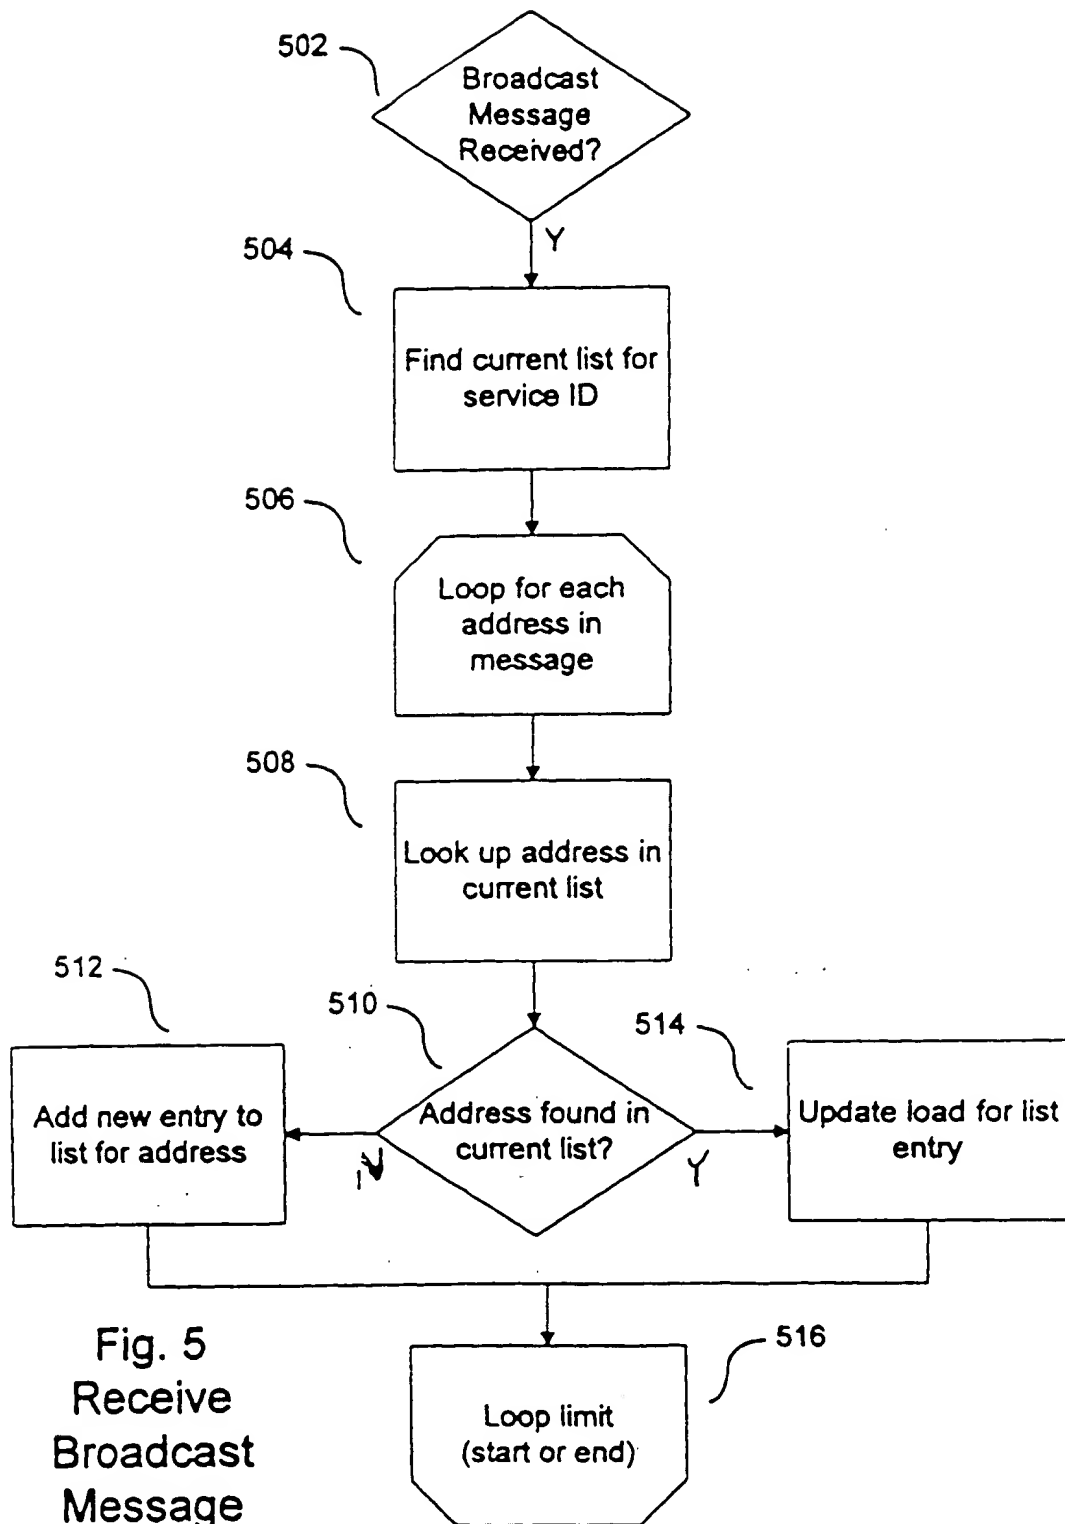 502
Broadcast
Message
Received?
Y
504
Find current list for
service ID
506
Loop for each
address in
message
508
Look up address in
current list
512
510
514
Add new entry to
list for address
Address found in
current list?
Update load for list
entry
N
Y
516
Loop limit
(start or end)
Fig. 5
Receive
Broadcast
Message